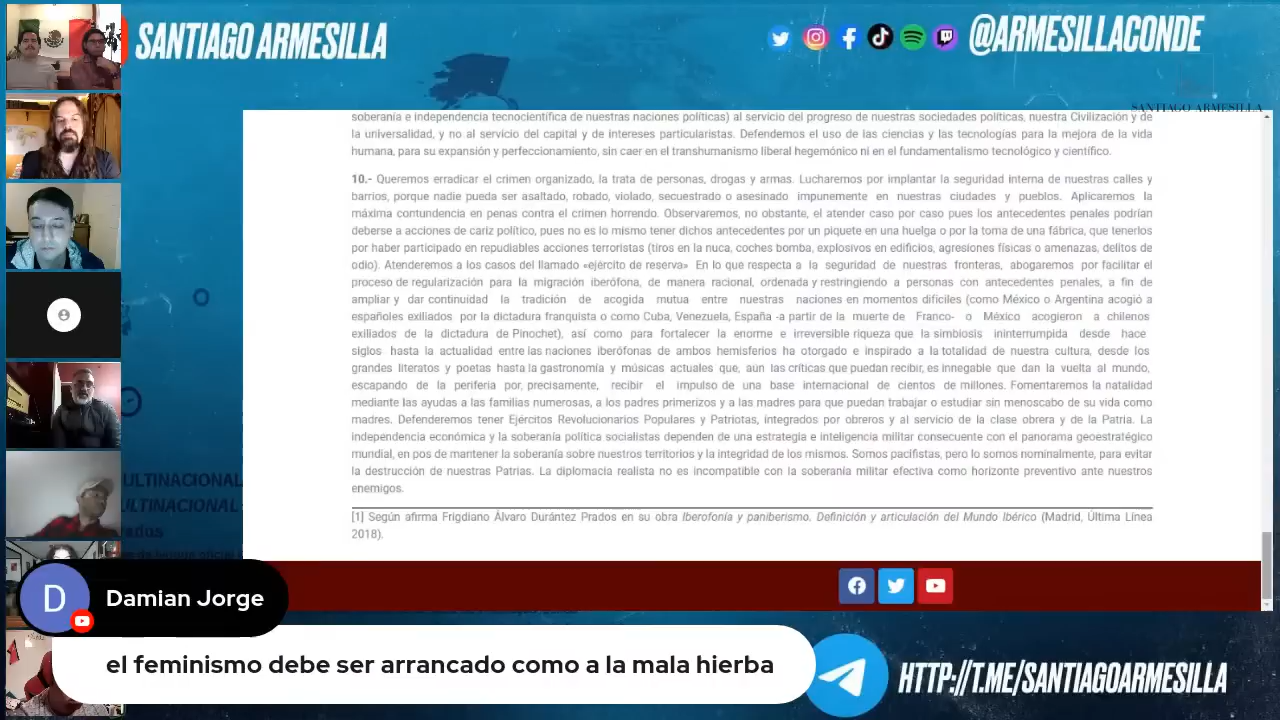 SANTIAGO ARMESILLA
@ARMESILLACONDE
SANTIAGO ARMESILLA
soberanía e independencia tecnocientífica de nuestras naciones políticas) al servicio del progreso de nuestras sociedades políticas, nuestra Civilización y de
la universalidad, y no al servicio del capital y de intereses particularistas. Defendemos el uso de las ciencias y las tecnologías para la mejora de la vida
humana, para su expansión y perfeccionamiento, sin caer en el transhumanismo liberal hegemónico ni en el fundamentalismo tecnológico y científico.
10.- Queremos erradicar el crimen organizado, la trata de personas, drogas y armas. Lucharemos por implantar la seguridad interna de nuestras calles y
barrios, porque nadie pueda ser asaltado, robado, violado, secuestrado o asesinado impunemente en nuestras ciudades y pueblos. Aplicaremos la
máxima contundencia en penas contra el crimen horrendo. Observaremos, no obstante, el atender caso por caso pues los antecedentes penales podrían
deberse a acciones de cariz político, pues no es lo mismo tener dichos antecedentes por un piquete en una huelga o por la toma de una fábrica, que tenerlos
por haber participado en repudiables acciones terroristas (tiros en la nuca, coches bomba, explosivos en edificios, agresiones físicas o amenazas, delitos de
odio). Atenderemos a los casos del llamado «ejército de reserva» En lo que respecta a la seguridad de nuestras fronteras, abogaremos por facilitar el
proceso de regularización para la migración iberófona, de manera racional, ordenada y restringiendo a personas con antecedentes penales, a fin de
ampliar y dar continuidad la tradición de acogida mutua entre nuestras naciones en momentos difíciles (como México o Argentina acogió a
españoles exiliados por la dictadura franquista o como Cuba, Venezuela, España -a partir de la muerte de Franco- o México acogieron a chilenos
exiliados de la dictadura de Pinochet), así como para fortalecer la enorme e irreversible riqueza que la simbiosis ininterrumpida desde hace
siglos hasta la actualidad entre las naciones iberófonas de ambos hemisferios ha otorgado e inspirado a la totalidad de nuestra cultura, desde los
grandes literatos y poetas hasta la gastronomía y músicas actuales que, aún las críticas que puedan recibir, es innegable que dan la vuelta al mundo,
escapando de la periferia por, precisamente, recibir el impulso de una base internacional de cientos de millones. Fomentaremos la natalidad
mediante las ayudas a las familias numerosas, a los padres primerizos y a las madres para que puedan trabajar o estudiar sin menoscabo de su vida como
madres. Defenderemos tener Ejércitos Revolucionarios Populares y Patriotas, integrados por obreros y al servicio de la clase obrera y de la Patria. La
independencia económica y la soberanía política socialistas dependen de una estrategia e inteligencia militar consecuente con el panorama geoestratégico
mundial, en pos de mantener la soberanía sobre nuestros territorios y la integridad de los mismos. Somos pacifistas, pero lo somos nominalmente, para evitar
la destrucción de nuestras Patrias. La diplomacia realista no es incompatible con la soberanía militar efectiva como horizonte preventivo ante nuestros
enemigos.
[1] Según afirma Frigdiano Álvaro Durántez Prados en su obra Iberofonía y paniberismo. Definición y articulación del Mundo Ibérico (Madrid, Última Línea
2018).
ULTINACIONAL
ULTINACIONAL
D
Damian Jorge
el feminismo debe ser arrancado como a la mala hierba
HTTP://T.ME/SANTIAGOARMESILLA